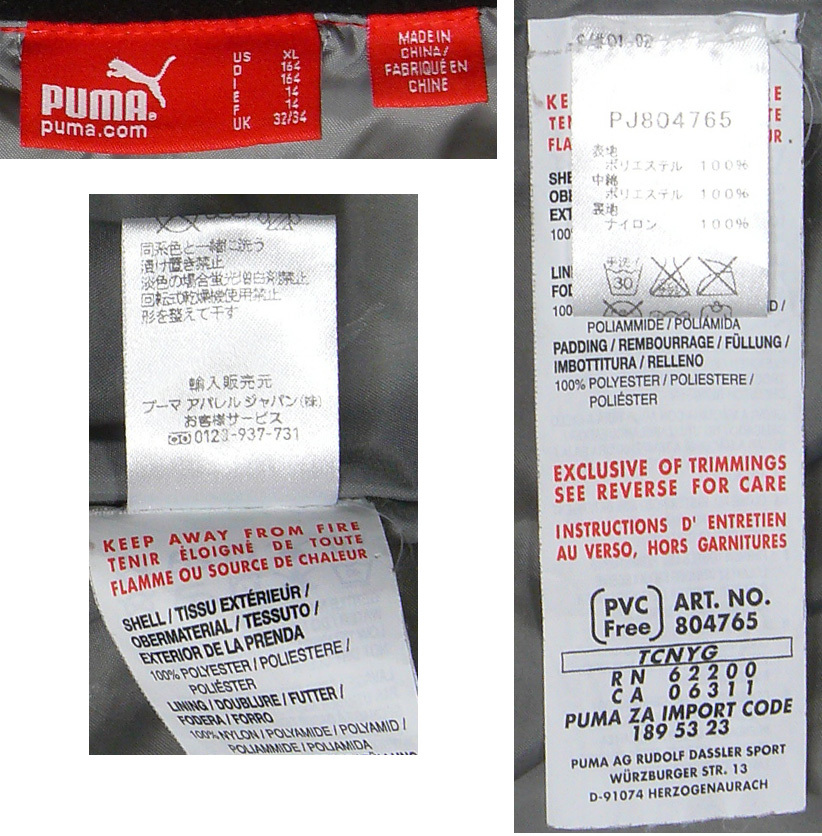 PUMA®
puma.com
US XL
D 164
I 164
E 14
F 14
UK 32/34
MADE IN
CHINA/
FABRIQUÉ EN
CHINE
同系色と一緒に洗う
漬け置き禁止
淡色の場合蛍光増白剤禁止
回転式乾燥機使用禁止
形を整えて干す
輸入販売元
プーマ アパレル ジャパン(株)
お客様サービス
0123-937-731
KEEP AWAY FROM FIRE
TENIR ÉLOIGNÉ DE TOUTE
FLAMME OU SOURCE DE CHALEUR
SHELL / TISSU EXTÉRIEUR /
OBERMATERIAL / TESSUTO /
EXTERIOR DE LA PRENDA
100% POLYESTER / POLIESTERE /
POLIÉSTER
LINING / DOUBLURE / FUTTER /
FODERA / FORRO
100% NYLON / POLYAMIDE / POLYAMID /
POLIAMMIDE / POLIAMIDA
PJ804765
表地
ポリエステル 100%
中綿
ポリエステル 100%
裏地
ナイロン 100%
手洗イ
30
POLIAMMIDE / POLIAMIDA
PADDING / REMBOURRAGE / FÜLLUNG /
IMBOTTITURA / RELLENO
100% POLYESTER / POLIESTERE /
POLIÉSTER
EXCLUSIVE OF TRIMMINGS
SEE REVERSE FOR CARE
INSTRUCTIONS D' ENTRETIEN
AU VERSO, HORS GARNITURES
PVC
Free
ART. NO.
804765
TCNYG
RN 62200
CA 06311
PUMA ZA IMPORT CODE
189 53 23
PUMA AG RUDOLF DASSLER SPORT
WÜRZBURGER STR. 13
D-91074 HERZOGENAURACH